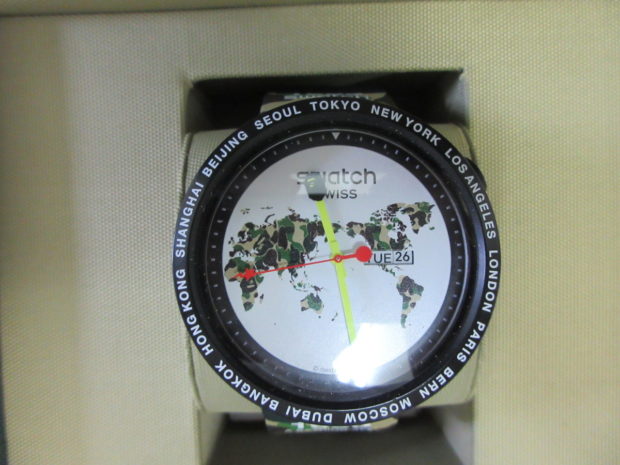 SEOUL TOKYO NEW YORK LOS ANGELES LONDON PARIS BERN MOSCOW DUBAI BANGKOK HONG KONG SHANGHAI BEIJING
swatch
SWISS
TUE 26